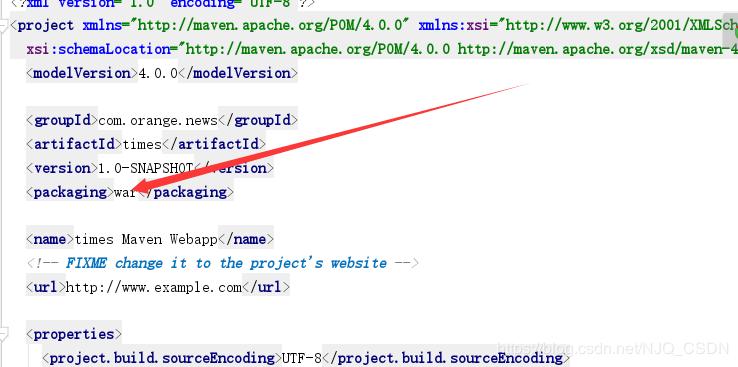 <?xml version="1.0" encoding="UTF-8"?>
<project xmlns="http://maven.apache.org/POM/4.0.0" xmlns:xsi="http://www.w3.org/2001/XMLSch
xsi:schemaLocation="http://maven.apache.org/POM/4.0.0 http://maven.apache.org/xsd/maven-4
<modelVersion>4.0.0</modelVersion>
<groupId>com.orange.news</groupId>
<artifactId>times</artifactId>
<version>1.0-SNAPSHOT</version>
<packaging>war</packaging>
<name>times Maven Webapp</name>
<!-- FIXME change it to the project's website -->
<url>http://www.example.com</url>
<properties>
<project.build.sourceEncoding>UTF-8</project.build.sourceEncoding>
https://blog.csdn.net/NJQ_CSDN